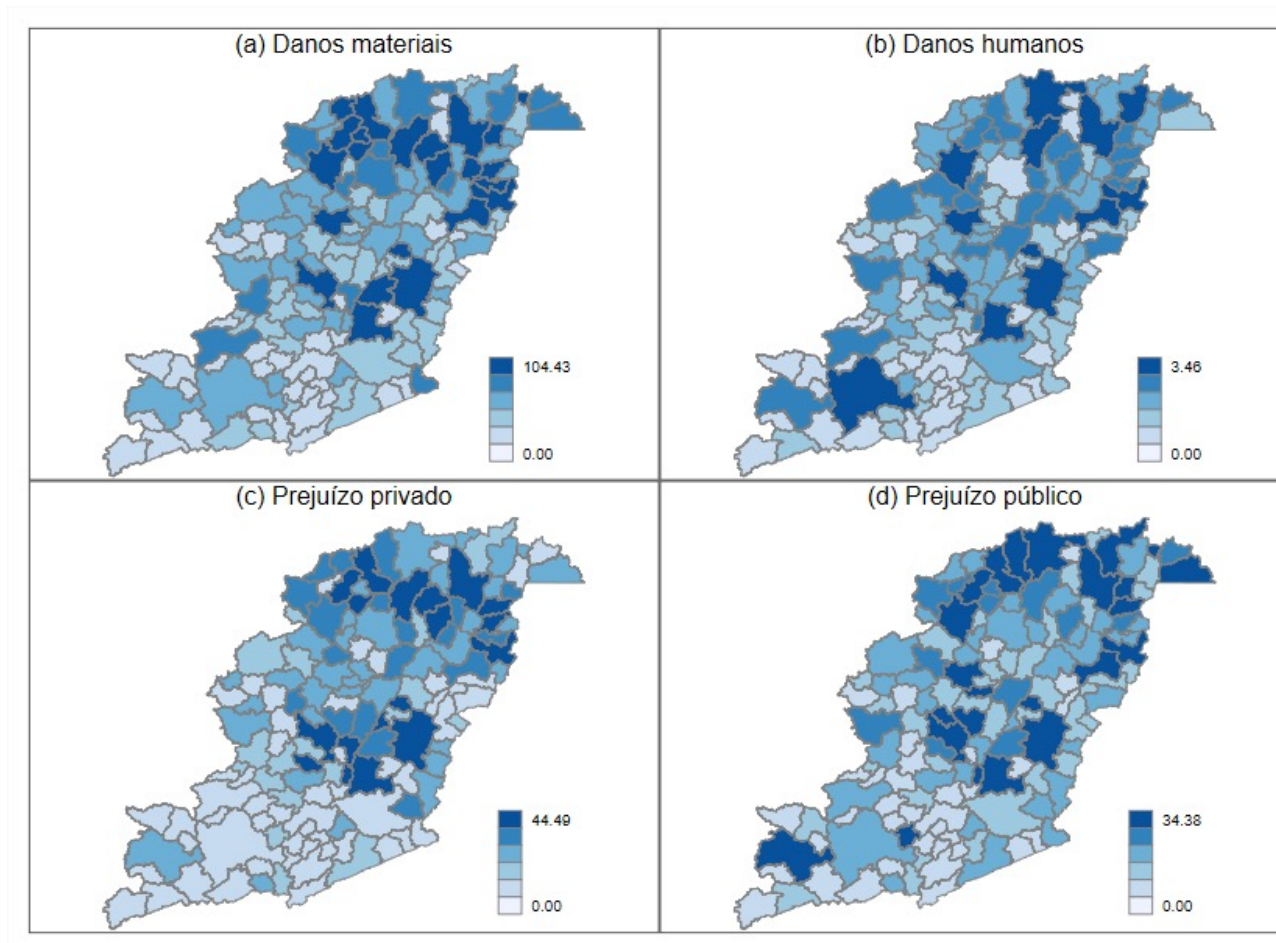 (a) Danos materiais
(b) Danos humanos
104.43
0.00
3.46
0.00
(c) Prejuízo privado
(d) Prejuízo público
44.49
0.00
34.38
0.00